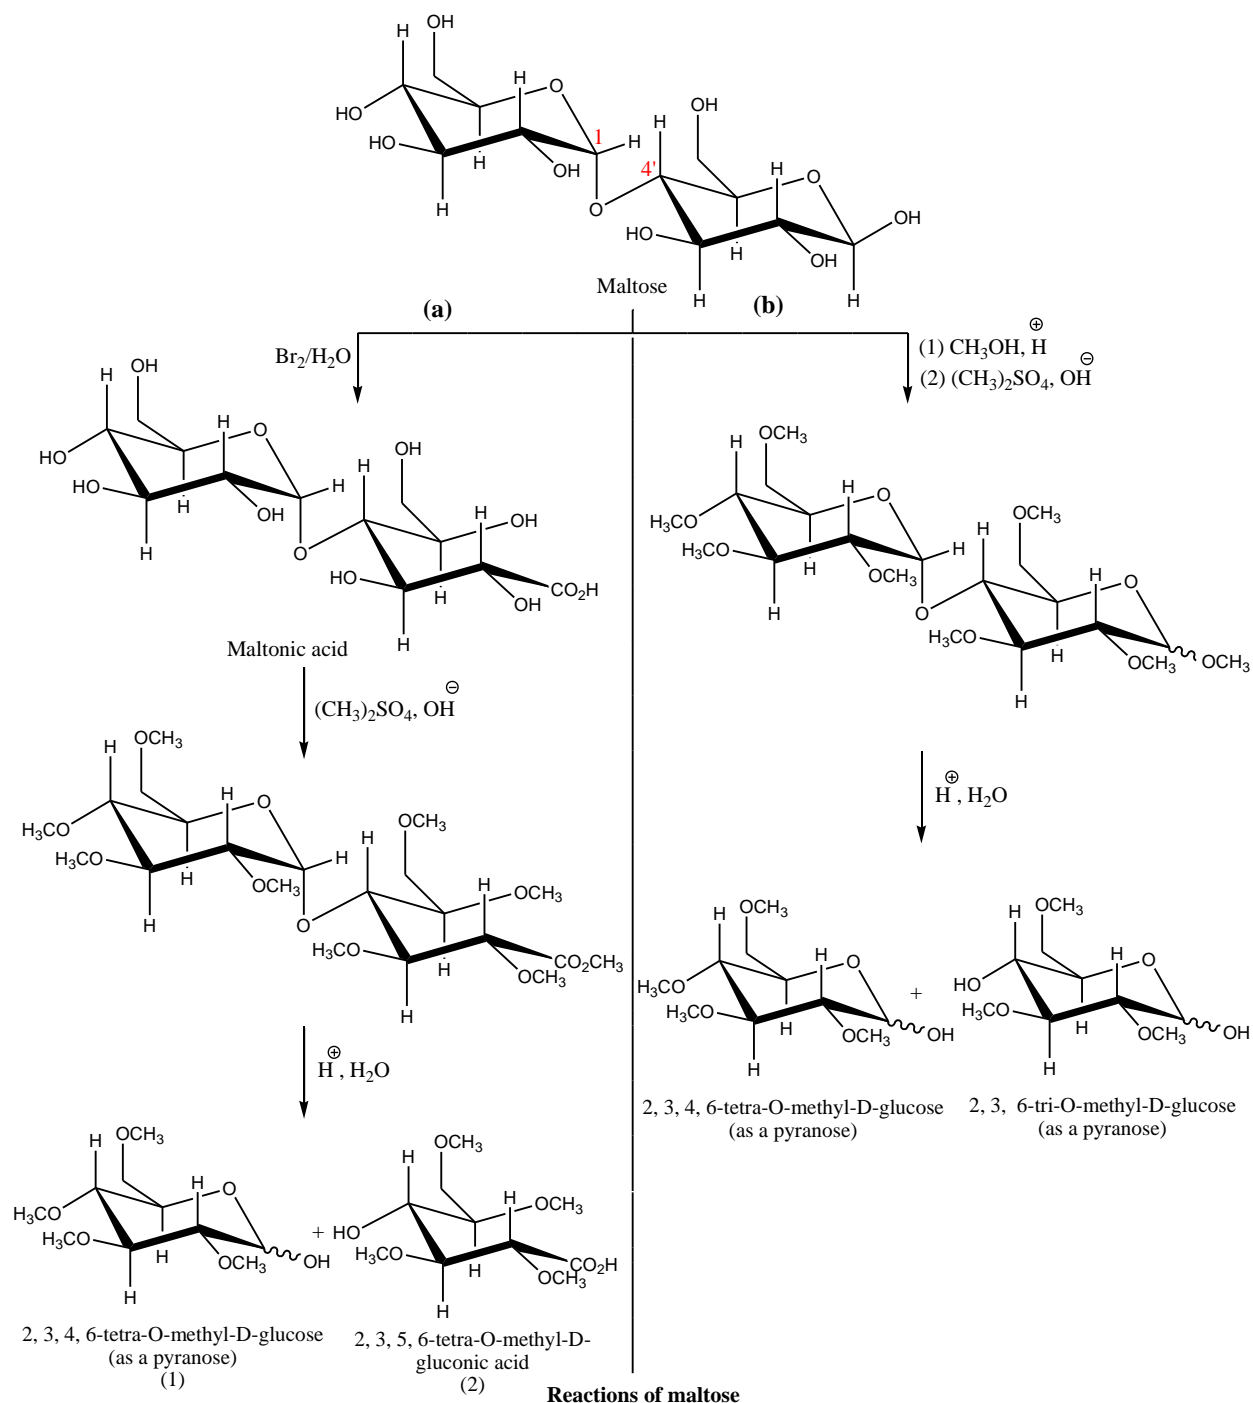 OH
H
H
O
HO
HO
1
H
H
OH
H
OH
H
4'
O
O
H
OH
HO
H
OH
H
H
Maltose
(a)
(b)
Br2/H2O
(1) CH3OH, H⊕
(2) (CH3)2SO4, OH⊖
OH
H
H
O
HO
HO
H
H
OH
H
OH
H
H
OH
O
HO
H
OH
CO2H
H
Maltonic acid
(CH3)2SO4, OH⊖
OCH3
H
H
O
H3CO
H3CO
H
H
OCH3
H
OCH3
H
H
OCH3
O
H3CO
H
OCH3
CO2CH3
H
H⊕, H2O
OCH3
H
H
O
H3CO
H3CO
H
OCH3
OH
H
+
OCH3
H
H
OCH3
HO
H3CO
H
OCH3
CO2H
H
2, 3, 4, 6-tetra-O-methyl-D-glucose
(as a pyranose)
(1)
2, 3, 5, 6-tetra-O-methyl-D-
gluconic acid
(2)
OCH3
H
H
O
H3CO
H3CO
H
H
OCH3
H
OCH3
H
H
O
O
H3CO
H
OCH3
OCH3
H
H⊕, H2O
OCH3
H
H
O
H3CO
H3CO
H
OCH3
OH
H
+
OCH3
H
H
O
HO
H3CO
H
OCH3
OH
H
2, 3, 4, 6-tetra-O-methyl-D-glucose
(as a pyranose)
2, 3, 6-tri-O-methyl-D-glucose
(as a pyranose)
Reactions of maltose